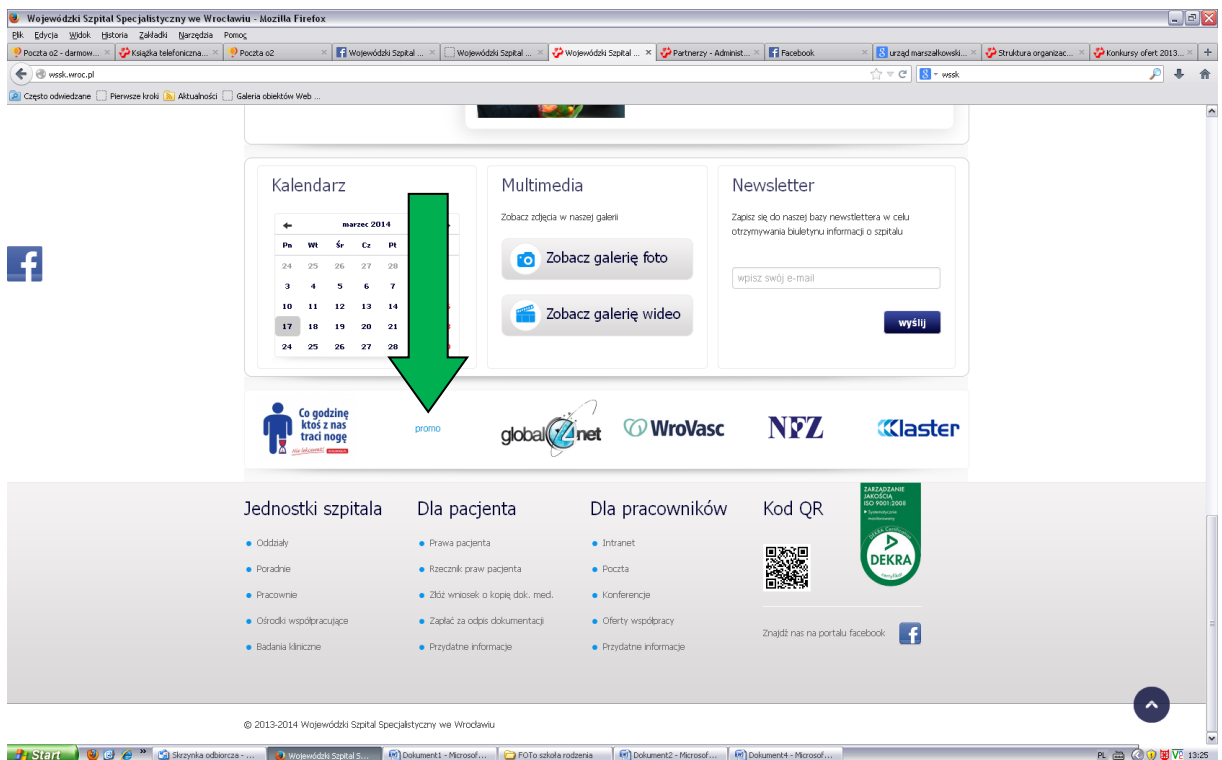 Wojewódzki Szpital Specjalistyczny we Wrocławiu - Mozilla Firefox
Plik Edycja Widok Historia Zakładki Narzędzia Pomoc
Poczta o2 - darmow... Książka telefoniczna... Poczta o2 Wojewódzki Szpital ... Wojewódzki Szpital ... Wojewódzki Szpital ... Partnerzy - Administ... Facebook urząd marszałkowski... Struktura organizac... Konkursy ofert 2013...
wssk.wroc.pl wssk
Często odwiedzane Pierwsze kroki Aktualności Galeria obiektów Web ...
Kalendarz
marzec 2014
Pn Wt Śr Cz Pt
24 25 26 27 28
3 4 5 6 7
10 11 12 13 14
17 18 19 20 21
24 25 26 27 28
Multimedia
Zobacz zdjęcia w naszej galerii
Zobacz galerię foto
Zobacz galerię wideo
Newsletter
Zapisz się do naszej bazy newstlettera w celu
otrzymywania biuletynu informacji o szpitalu
wpisz swój e-mail
wyślij
Co godzinę
ktoś z nas
traci nogę
promo
global4net
WroVasc
NFZ
Klaster
Jednostki szpitala
Oddziały
Poradnie
Pracownie
Ośrodki współpracujące
Badania kliniczne
Dla pacjenta
Prawa pacjenta
Rzecznik praw pacjenta
Złóż wniosek o kopię dok. med.
Zapłać za odpis dokumentacji
Przydatne informacje
Dla pracowników
Intranet
Poczta
Konferencje
Oferty współpracy
Przydatne informacje
Kod QR
Znajdź nas na portalu facebook
ZARZĄDZANIE
JAKOŚCIĄ
ISO 9001:2008
DEKRA
© 2013-2014 Wojewódzki Szpital Specjalistyczny we Wrocławiu
Start Skrzynka odbiorcza - ... Wojewódzki Szpital S... Dokument1 - Microsof... FOTo szkoła rodzenia Dokument2 - Microsof... Dokument4 - Microsof... PL 13:25